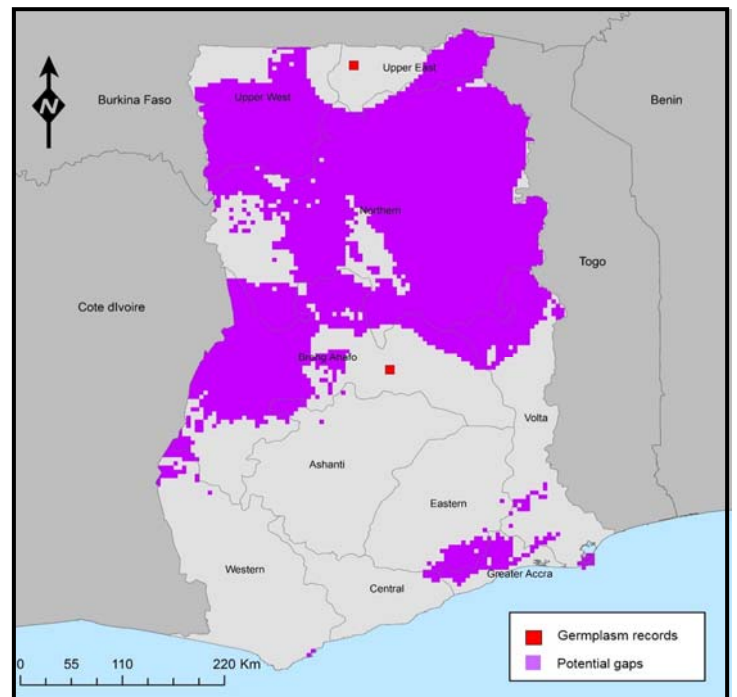 N
Burkina Faso
Benin
Upper East
Upper West
Northern
Togo
Cote dIvoire
Brong Ahafo
Volta
Ashanti
Eastern
Western
Central
Greater Accra
0 55 110 220 Km
Germplasm records
Potential gaps